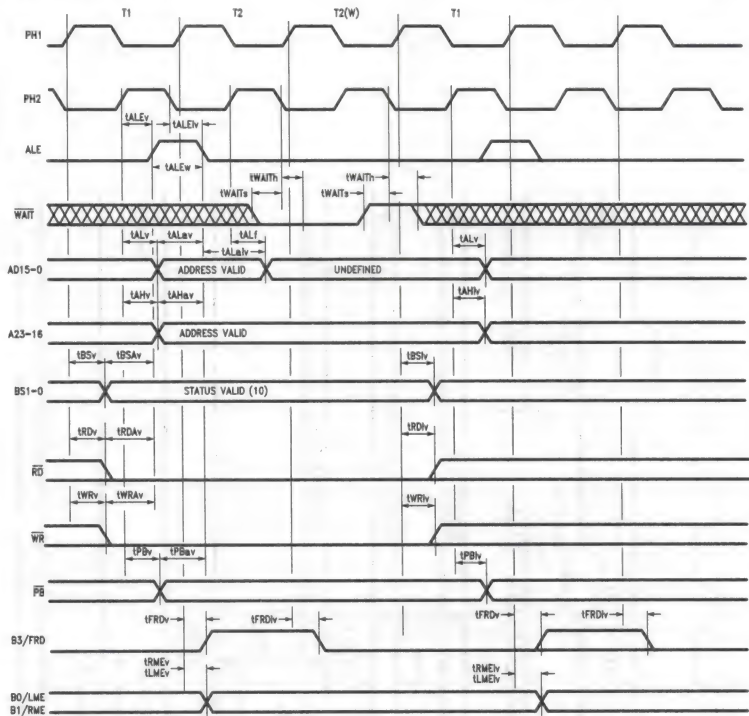 T1 T2 T2(W) T1
PH1
PH2
tALEv tALEiv
ALE
tALEw
tWAITh tWAITh
tWAITs tWAITs
WAIT
tALv tALav tALf tALv
tALaiv
AD15-0 ADDRESS VALID UNDEFINED
tAHv tAHav tAHiv
A23-16 ADDRESS VALID
tBSv tBSAv tBSiv
BS1-0 STATUS VALID (10)
tRDv tRDAv tRDiv
RD
tWRv tWRAv tWRiv
WR
tPBv tPBav tPBiv
PB
tFRDv tFRDiv tFRDv tFRDiv
B3/FRD
tRMEv tRMEiv
tLMEv tLMEiv
B0/LME
B1/RME